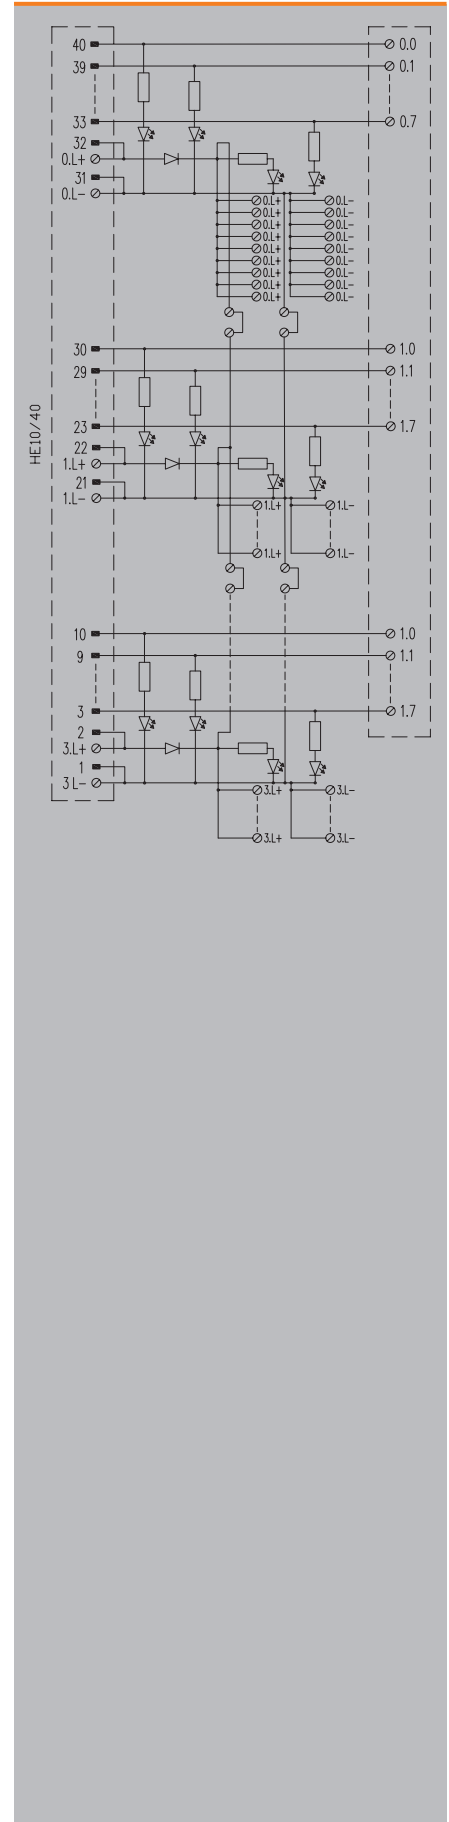 40 0.0
39 0.1
33 0.7
32
0.L+
31
0.L-
0.L+ 0.L-
0.L+ 0.L-
0.L+ 0.L-
0.L+ 0.L-
0.L+ 0.L-
0.L+ 0.L-
0.L+ 0.L-
0.L+ 0.L-
0.L+ 0.L-
HE10/40
30 1.0
29 1.1
23 1.7
22
1.L+
21
1.L-
1.L+ 1.L-
1.L+ 1.L-
10 1.0
9 1.1
3 1.7
2
3.L+
1
3 L-
3.L+ 3.L-
3.L+ 3.L-